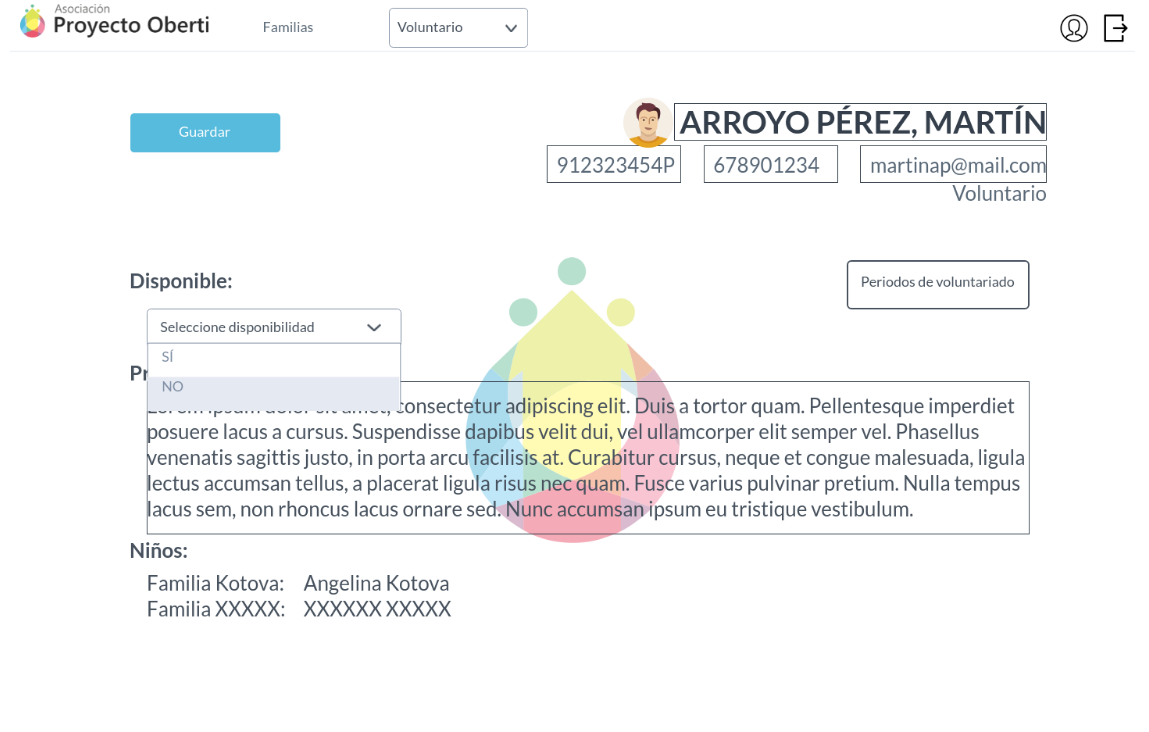 Asociación
Proyecto Oberti
Familias
Voluntario
Guardar
ARROYO PÉREZ, MARTÍN
912323454P
678901234
martinap@mail.com
Voluntario
Disponible:
Periodos de voluntariado
Seleccione disponibilidad
SÍ
NO
Lorem ipsum dolor sit amet, consectetur adipiscing elit. Duis a tortor quam. Pellentesque imperdiet
posuere lacus a cursus. Suspendisse dapibus velit dui, vel ullamcorper elit semper vel. Phasellus
venenatis sagittis justo, in porta arcu facilisis at. Curabitur cursus, neque et congue malesuada, ligula
lectus accumsan tellus, a placerat ligula risus nec quam. Fusce varius pulvinar pretium. Nulla tempus
lacus sem, non rhoncus lacus ornare sed. Nunc accumsan ipsum eu tristique vestibulum.
Niños:
Familia Kotova: Angelina Kotova
Familia XXXXX: XXXXXX XXXXX